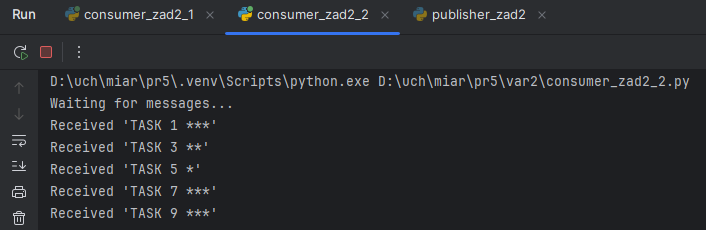 Run consumer_zad2_1 consumer_zad2_2 publisher_zad2
D:\uch\miar\pr5\.venv\Scripts\python.exe D:\uch\miar\pr5\var2\consumer_zad2_2.py
Waiting for messages...
Received 'TASK 1 ***'
Received 'TASK 3 **'
Received 'TASK 5 *'
Received 'TASK 7 ***'
Received 'TASK 9 ***'